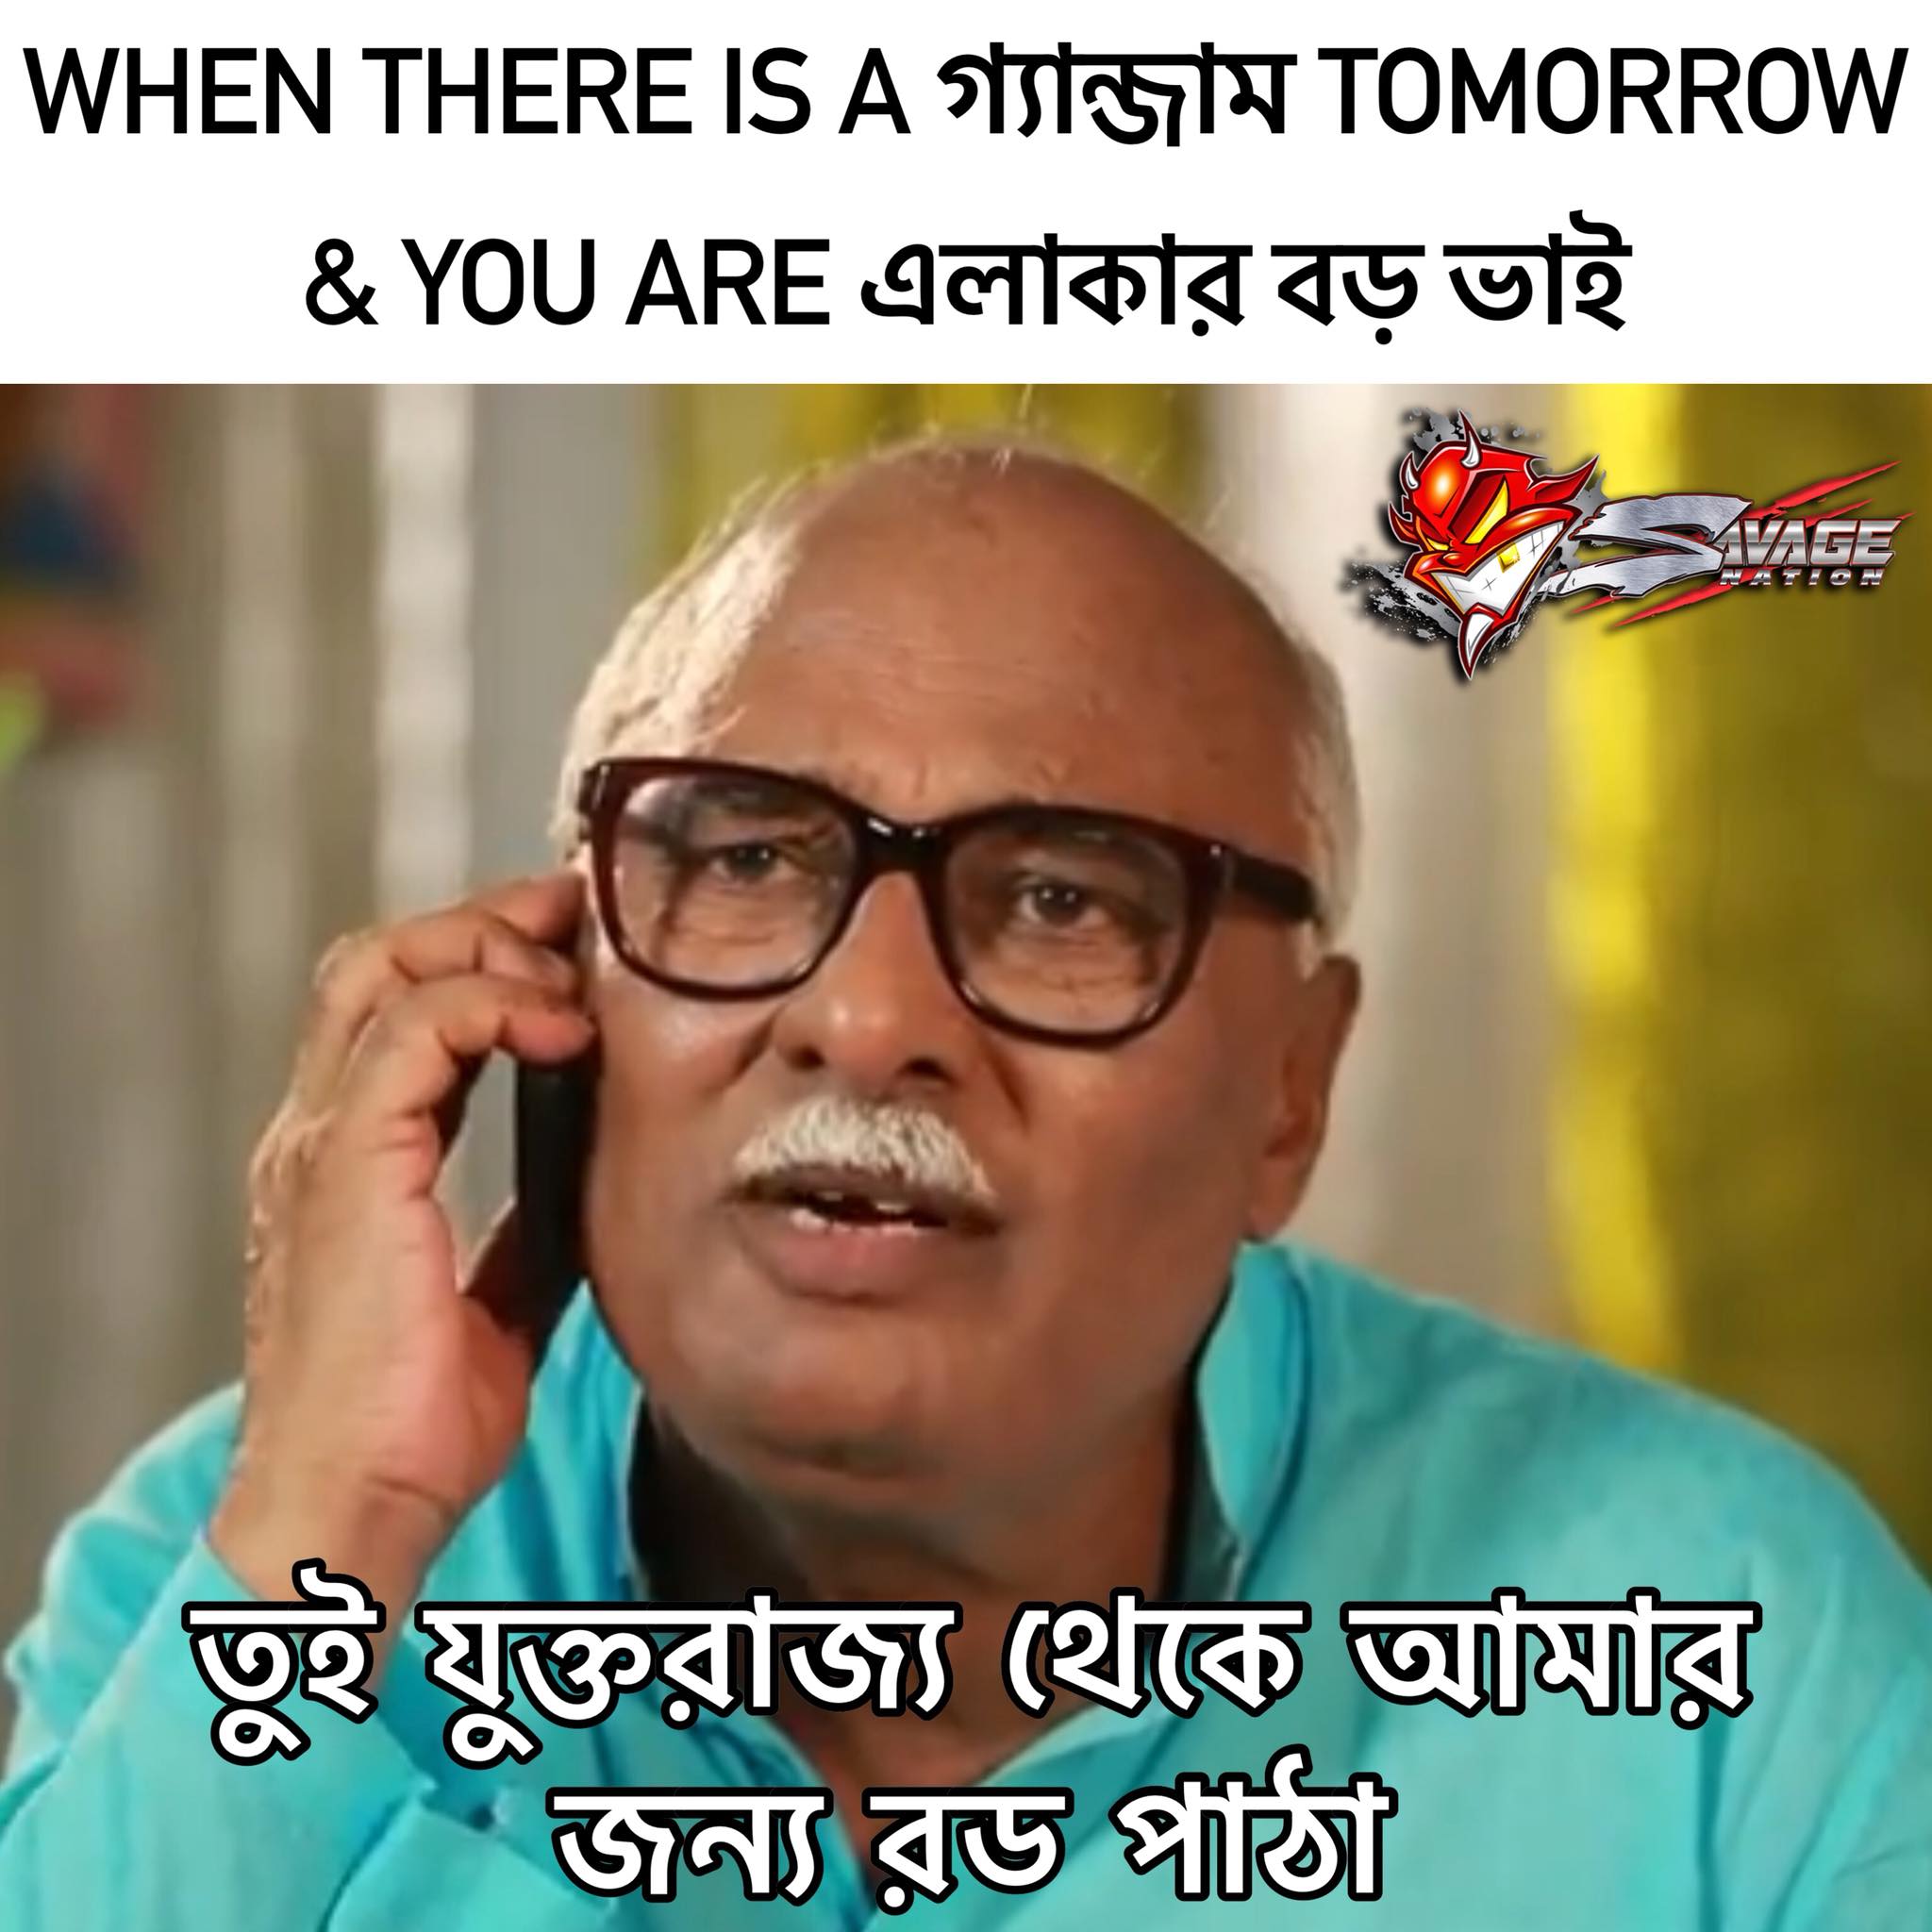 WHEN THERE IS A গ্যান্জাম TOMORROW
& YOU ARE এলাকার বড় ভাই
SAVAGE
NATION
তুই যুক্তরাজ্য থেকে আমার
জন্য রড পাঠা